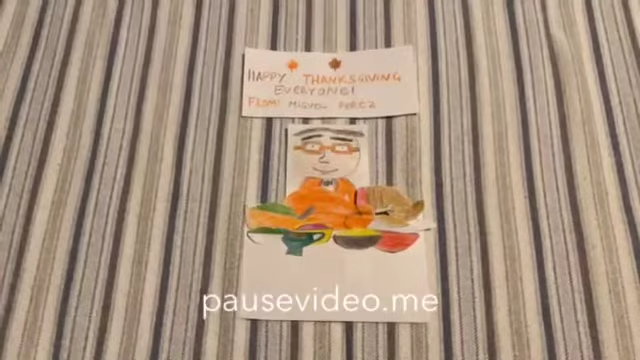 HAPPY THANKSGIVING
EVERYONE!
FROM: MIGUEL PEREZ
pausevideo.me